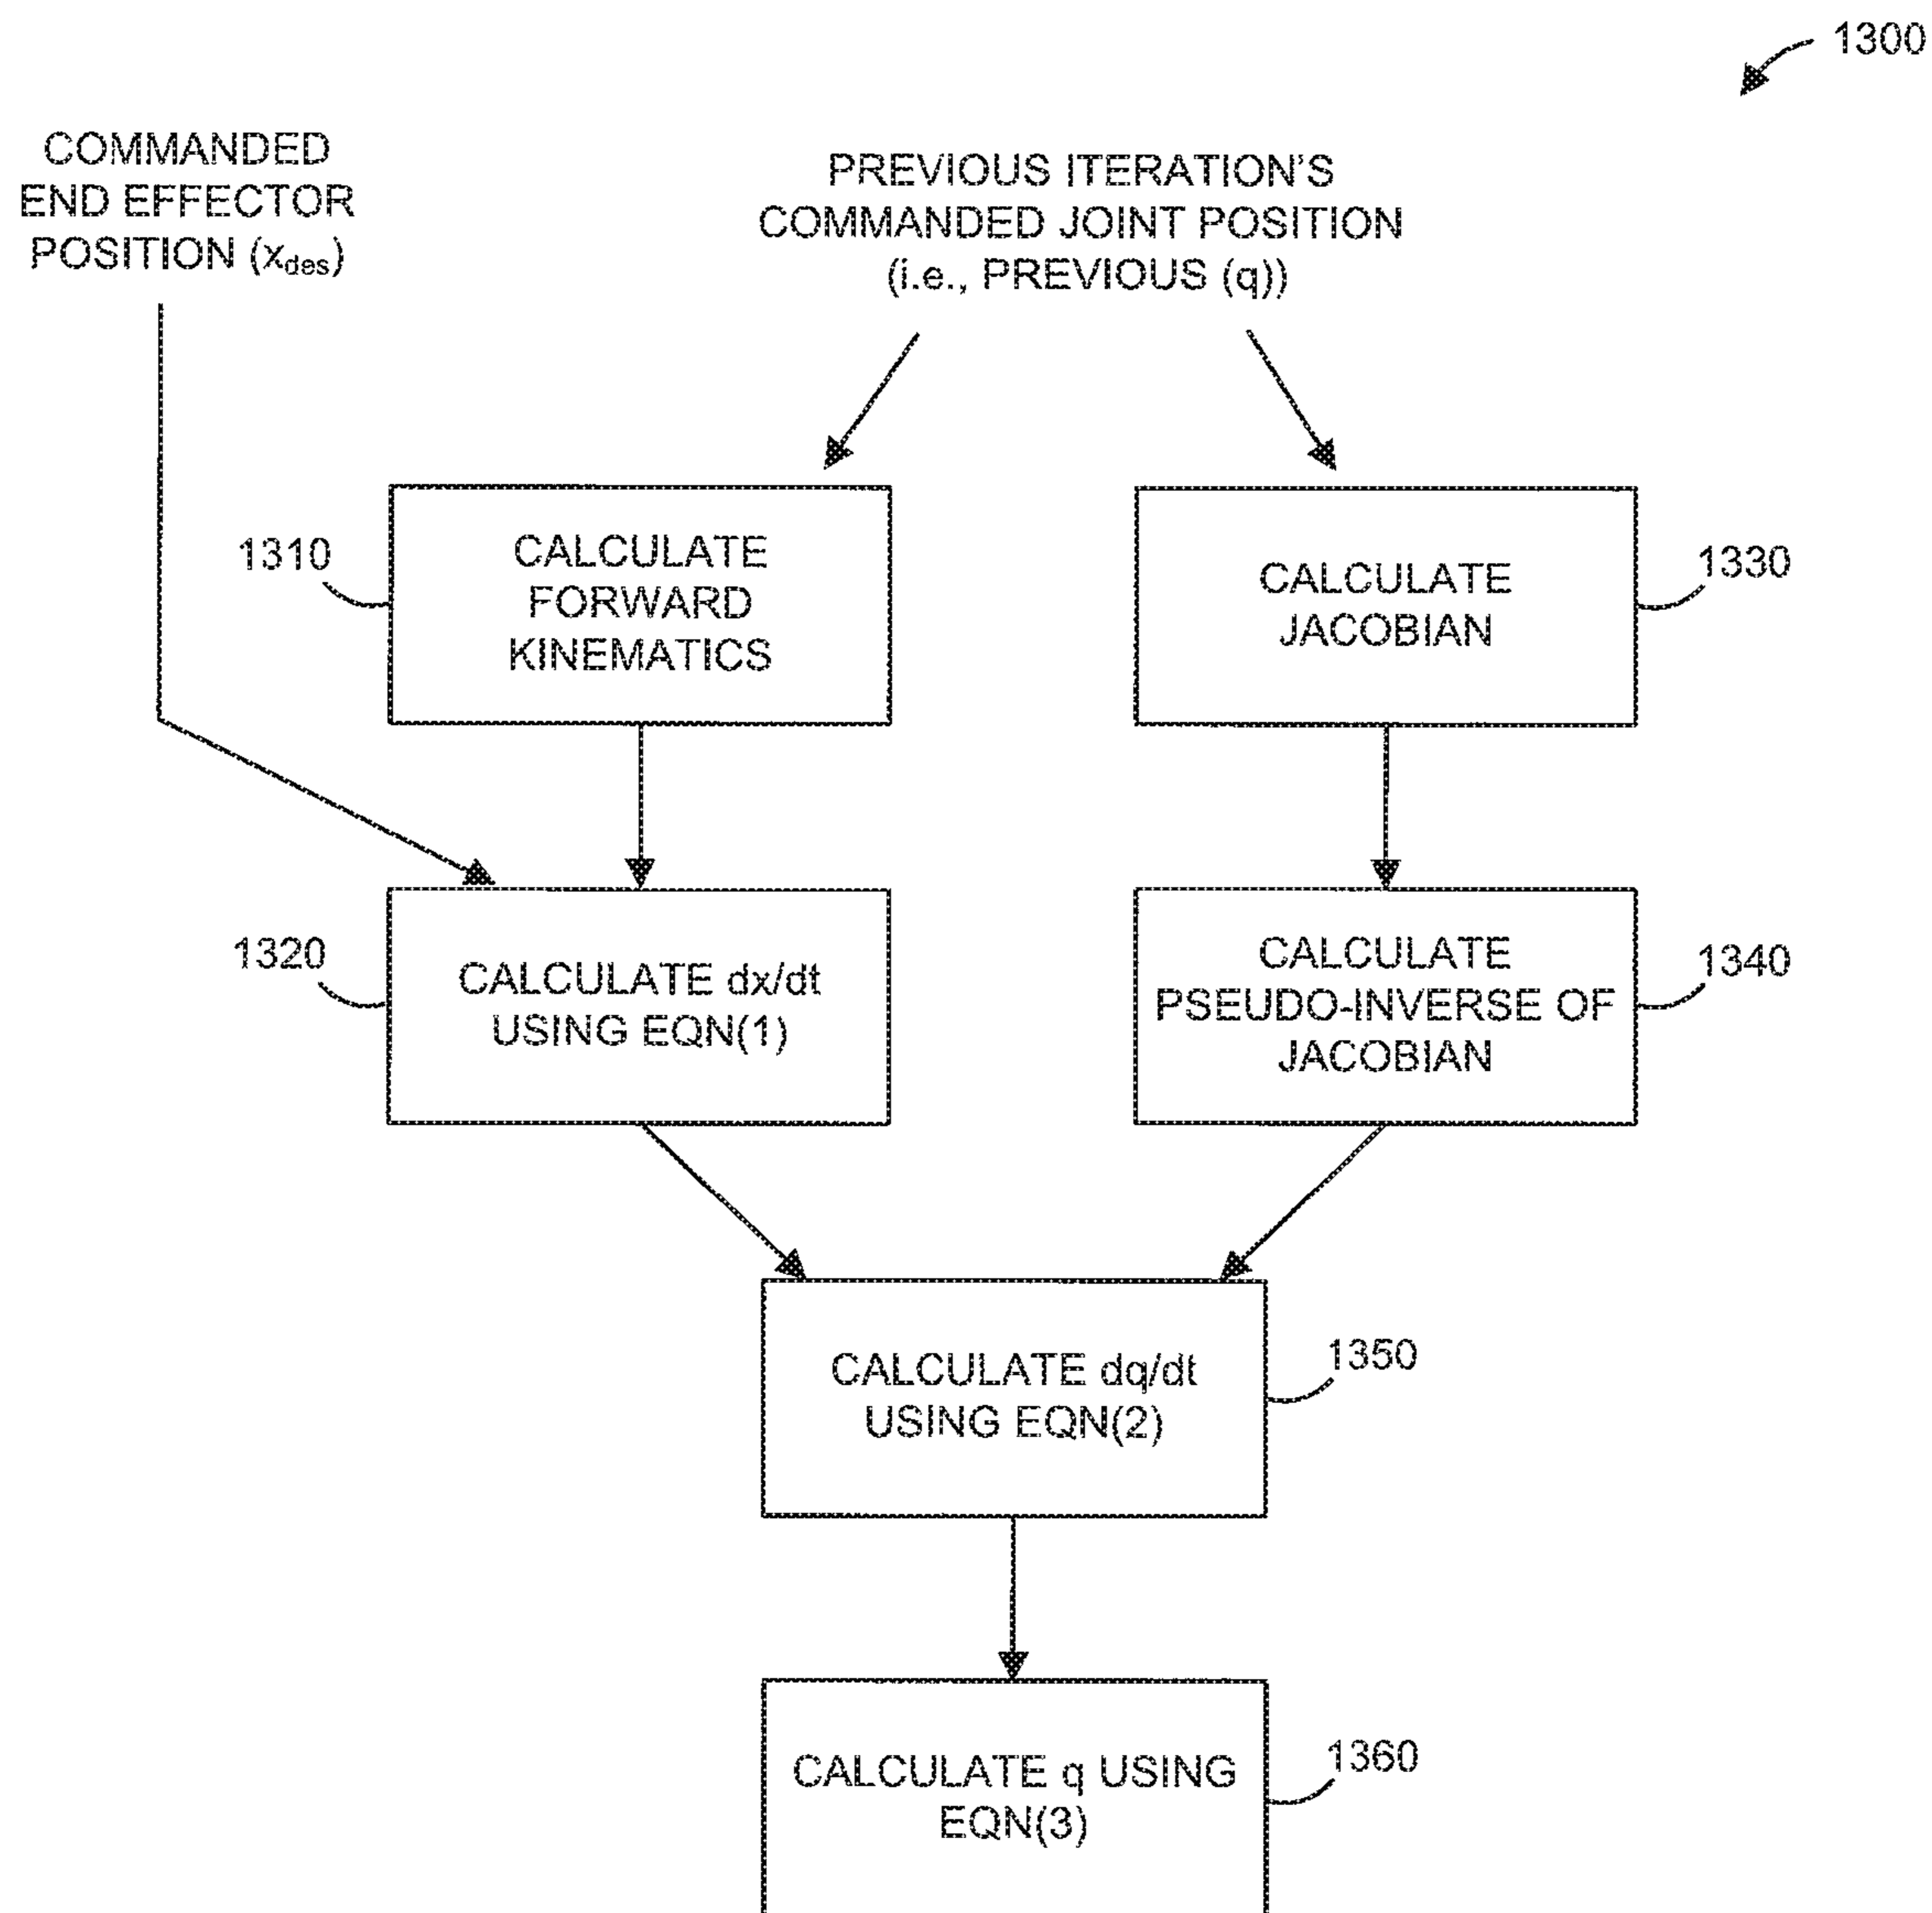 1300
COMMANDED
END EFFECTOR
POSITION (xdes)
PREVIOUS ITERATION'S
COMMANDED JOINT POSITION
(i.e., PREVIOUS (q))
1310
CALCULATE
FORWARD
KINEMATICS
CALCULATE
JACOBIAN
1330
1320
CALCULATE dx/dt
USING EQN(1)
CALCULATE
PSEUDO-INVERSE OF
JACOBIAN
1340
CALCULATE dq/dt
USING EQN(2)
1350
CALCULATE q USING
EQN(3)
1360